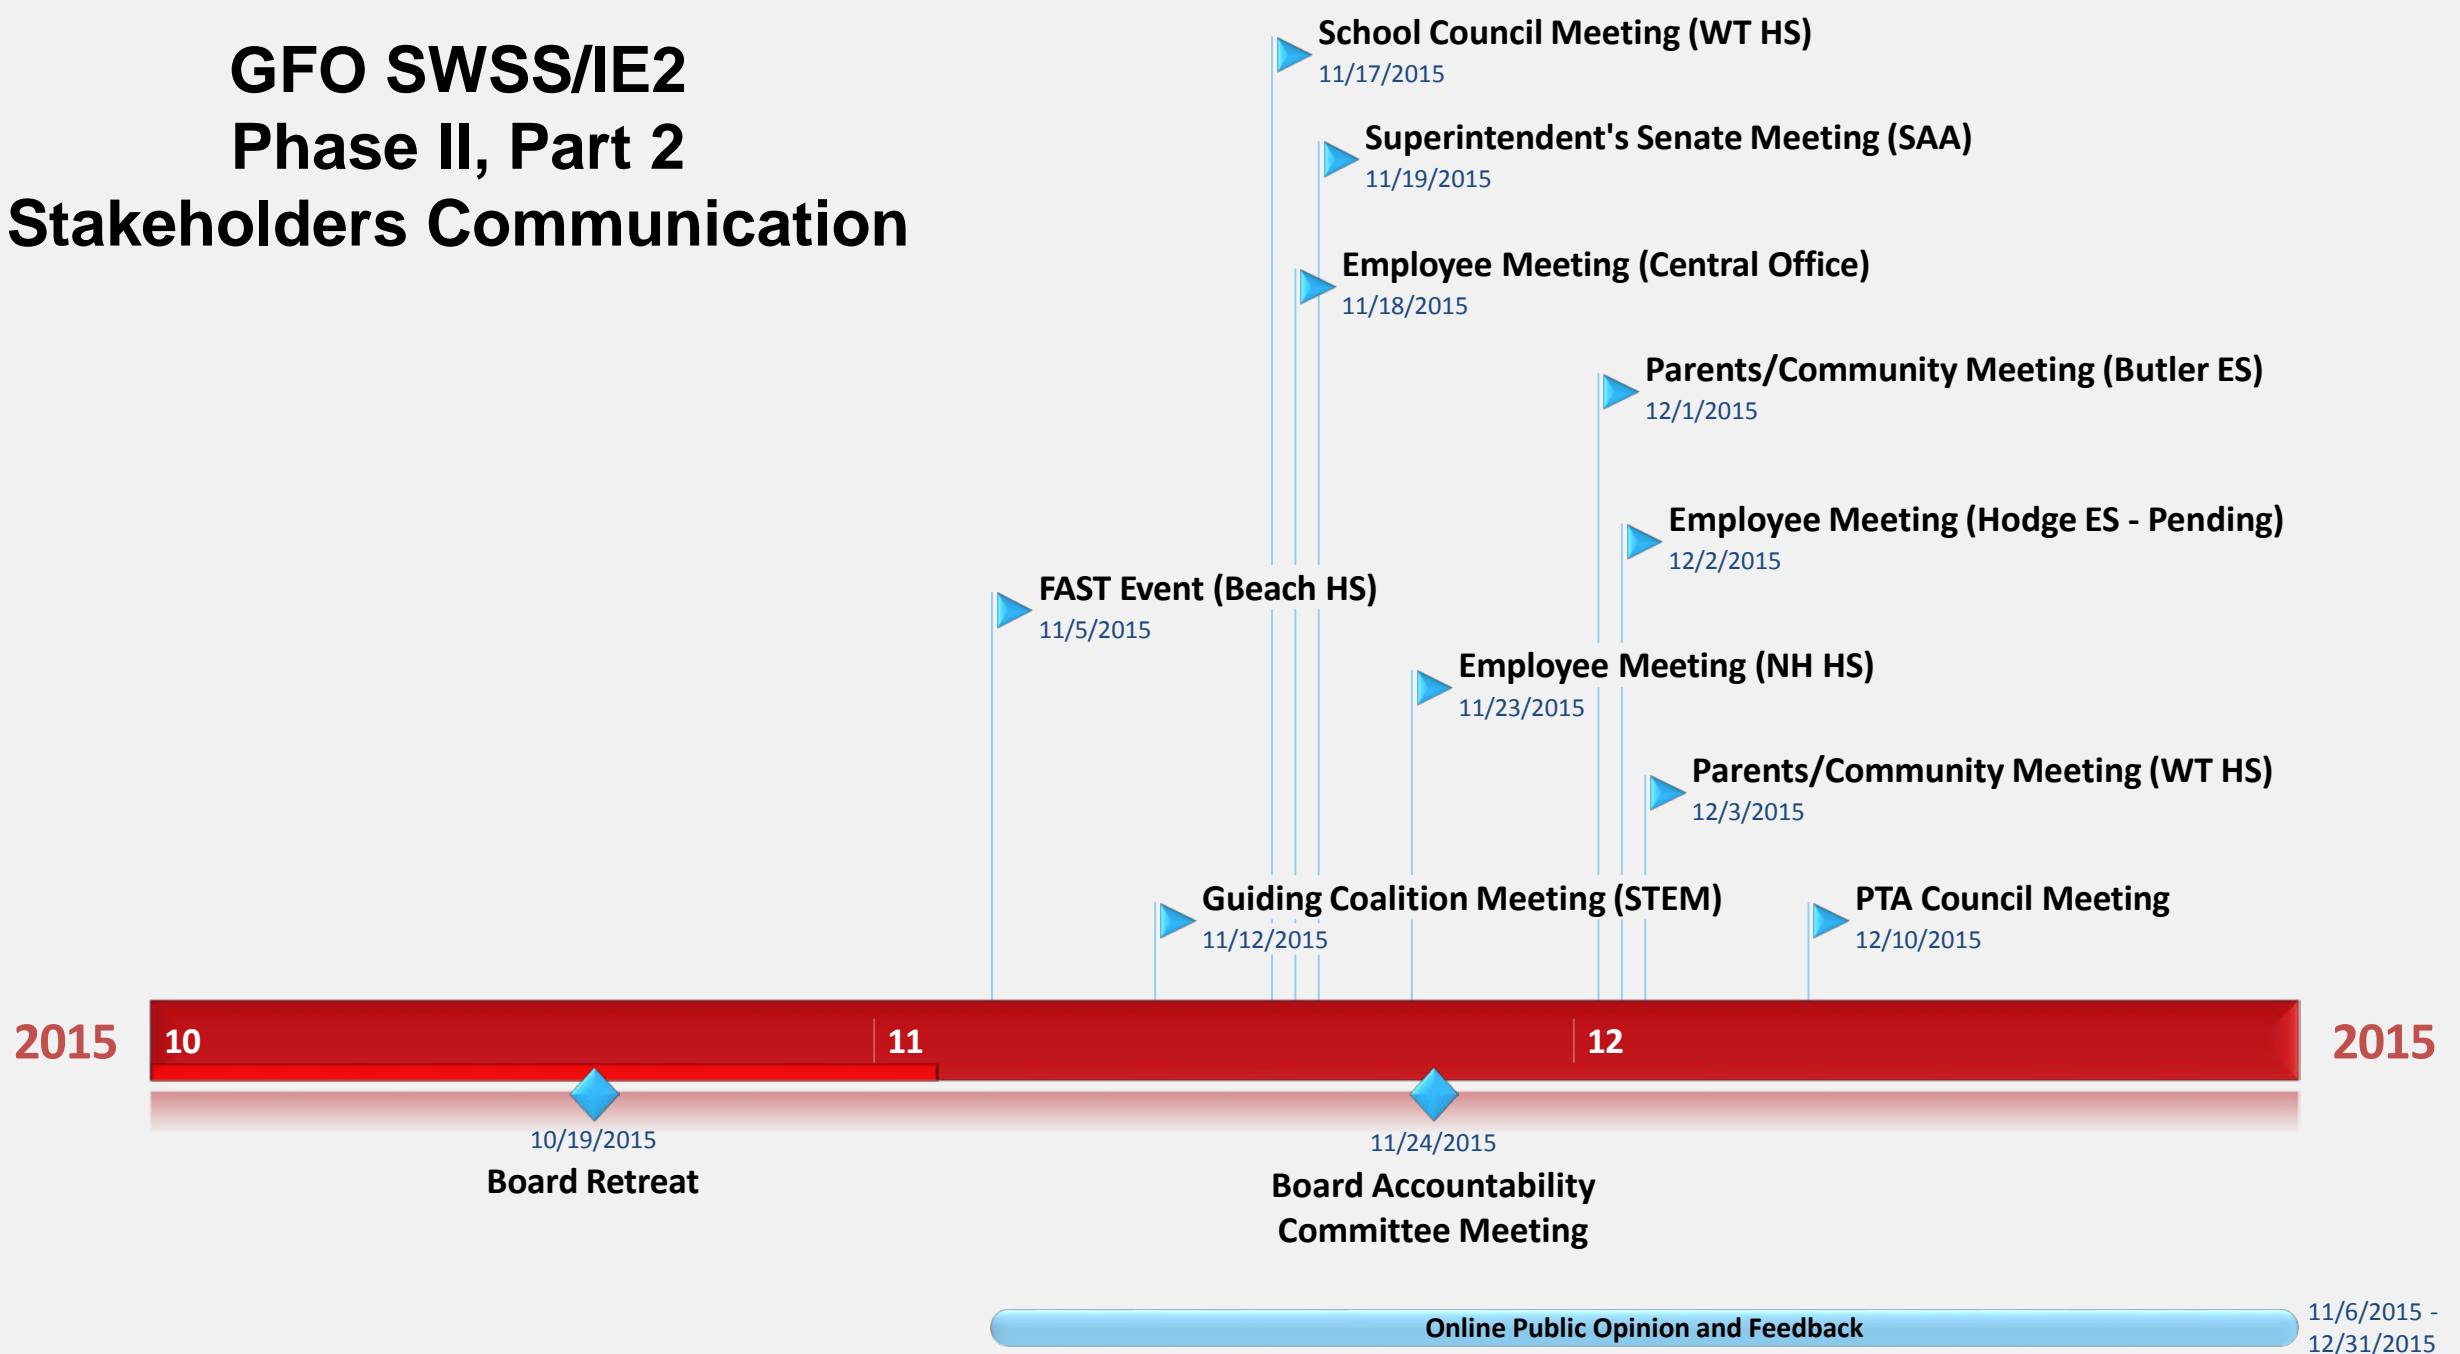 GFO SWSS/IE2
Phase II, Part 2
Stakeholders Communication
School Council Meeting (WT HS)
11/17/2015
Superintendent's Senate Meeting (SAA)
11/19/2015
Employee Meeting (Central Office)
11/18/2015
Parents/Community Meeting (Butler ES)
12/1/2015
Employee Meeting (Hodge ES - Pending)
12/2/2015
FAST Event (Beach HS)
11/5/2015
Employee Meeting (NH HS)
11/23/2015
Parents/Community Meeting (WT HS)
12/3/2015
Guiding Coalition Meeting (STEM)
11/12/2015
PTA Council Meeting
12/10/2015
2015
10
11
12
2015
10/19/2015
Board Retreat
11/24/2015
Board Accountability
Committee Meeting
Online Public Opinion and Feedback
11/6/2015 -
12/31/2015